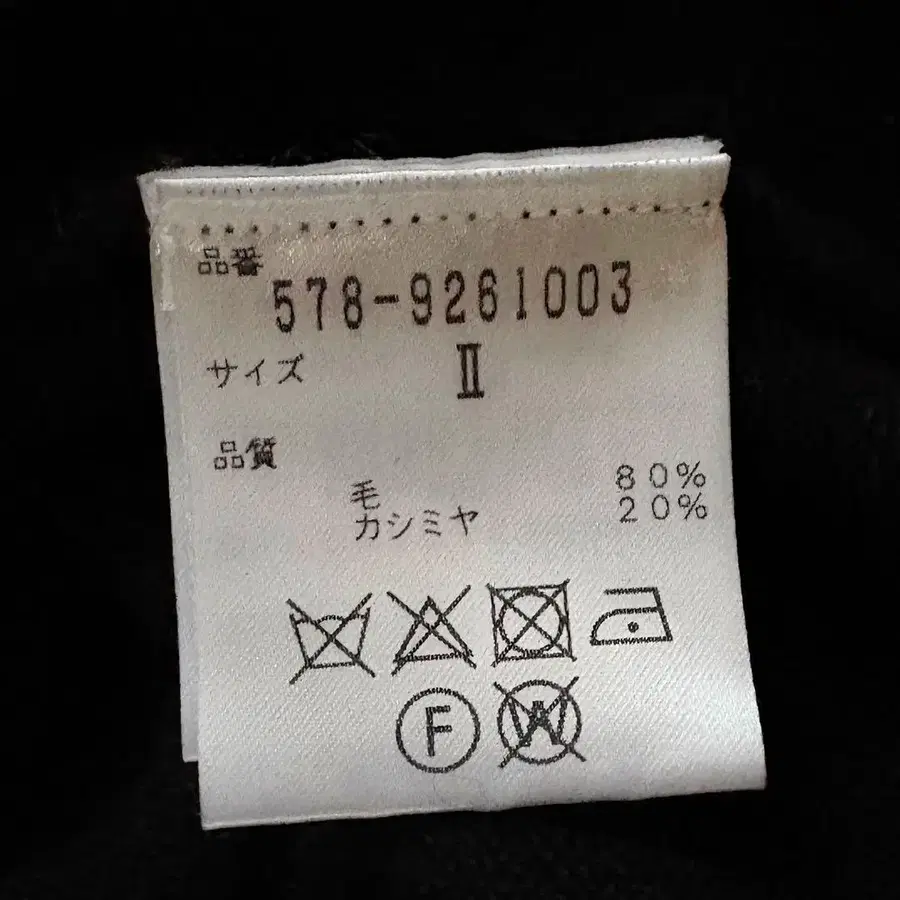 品番
578-9261003
サイズ Ⅱ
品質
毛 80%
カシミヤ 20%
F W